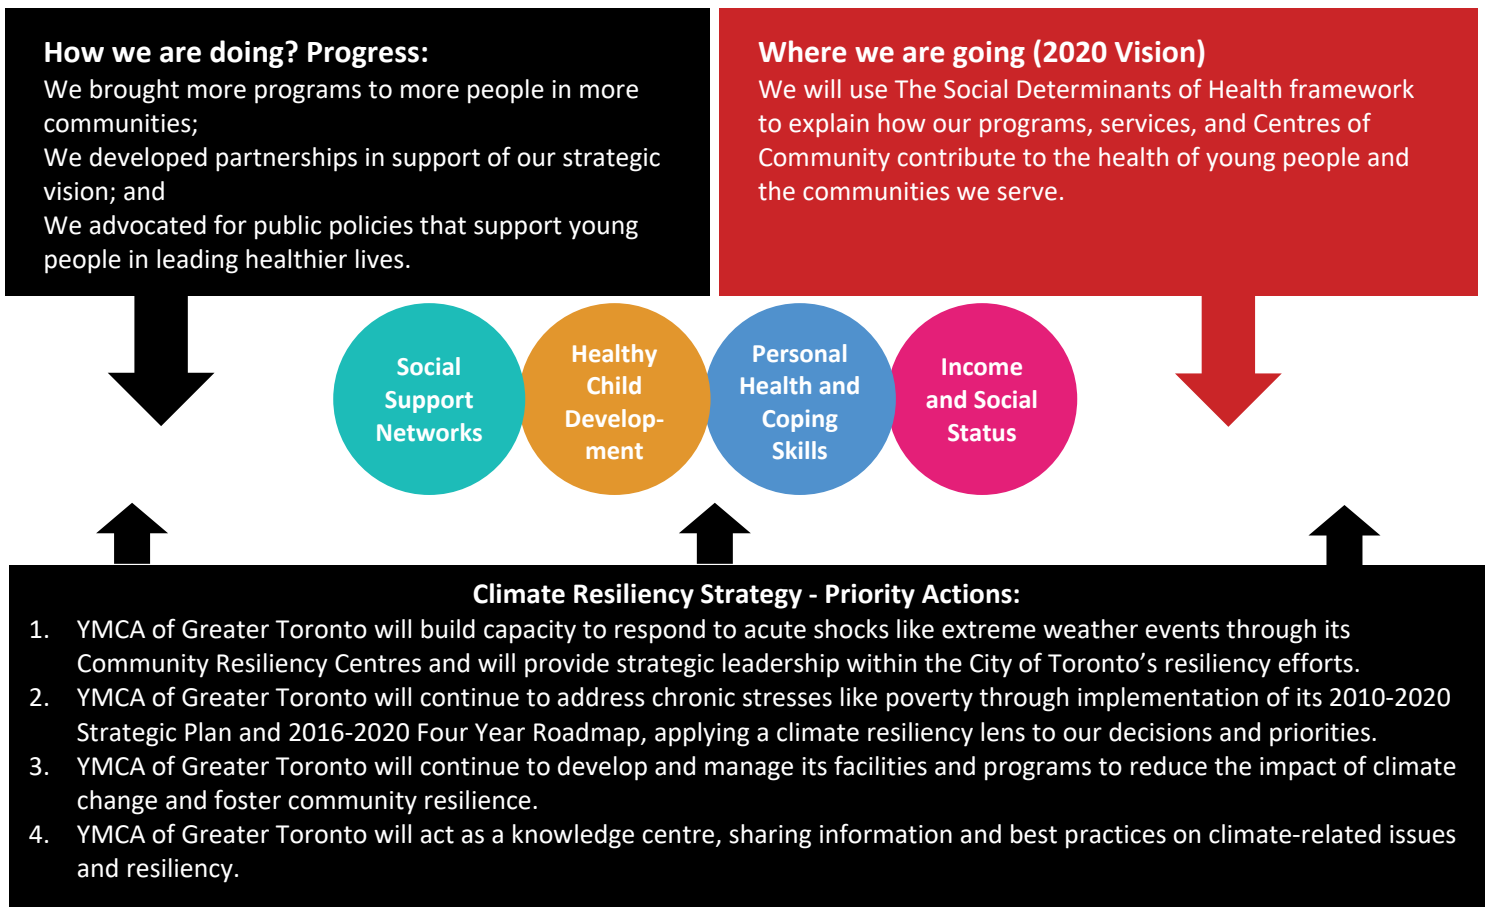 How we are doing? Progress:
We brought more programs to more people in more
communities;
We developed partnerships in support of our strategic
vision; and
We advocated for public policies that support young
people in leading healthier lives.
Where we are going (2020 Vision)
We will use The Social Determinants of Health framework
to explain how our programs, services, and Centres of
Community contribute to the health of young people and
the communities we serve.
Social
Support
Networks
Healthy
Child
Develop-
ment
Personal
Health and
Coping
Skills
Income
and Social
Status
Climate Resiliency Strategy - Priority Actions:
1. YMCA of Greater Toronto will build capacity to respond to acute shocks like extreme weather events through its
Community Resiliency Centres and will provide strategic leadership within the City of Toronto’s resiliency efforts.
2. YMCA of Greater Toronto will continue to address chronic stresses like poverty through implementation of its 2010-2020
Strategic Plan and 2016-2020 Four Year Roadmap, applying a climate resiliency lens to our decisions and priorities.
3. YMCA of Greater Toronto will continue to develop and manage its facilities and programs to reduce the impact of climate
change and foster community resilience.
4. YMCA of Greater Toronto will act as a knowledge centre, sharing information and best practices on climate-related issues
and resiliency.